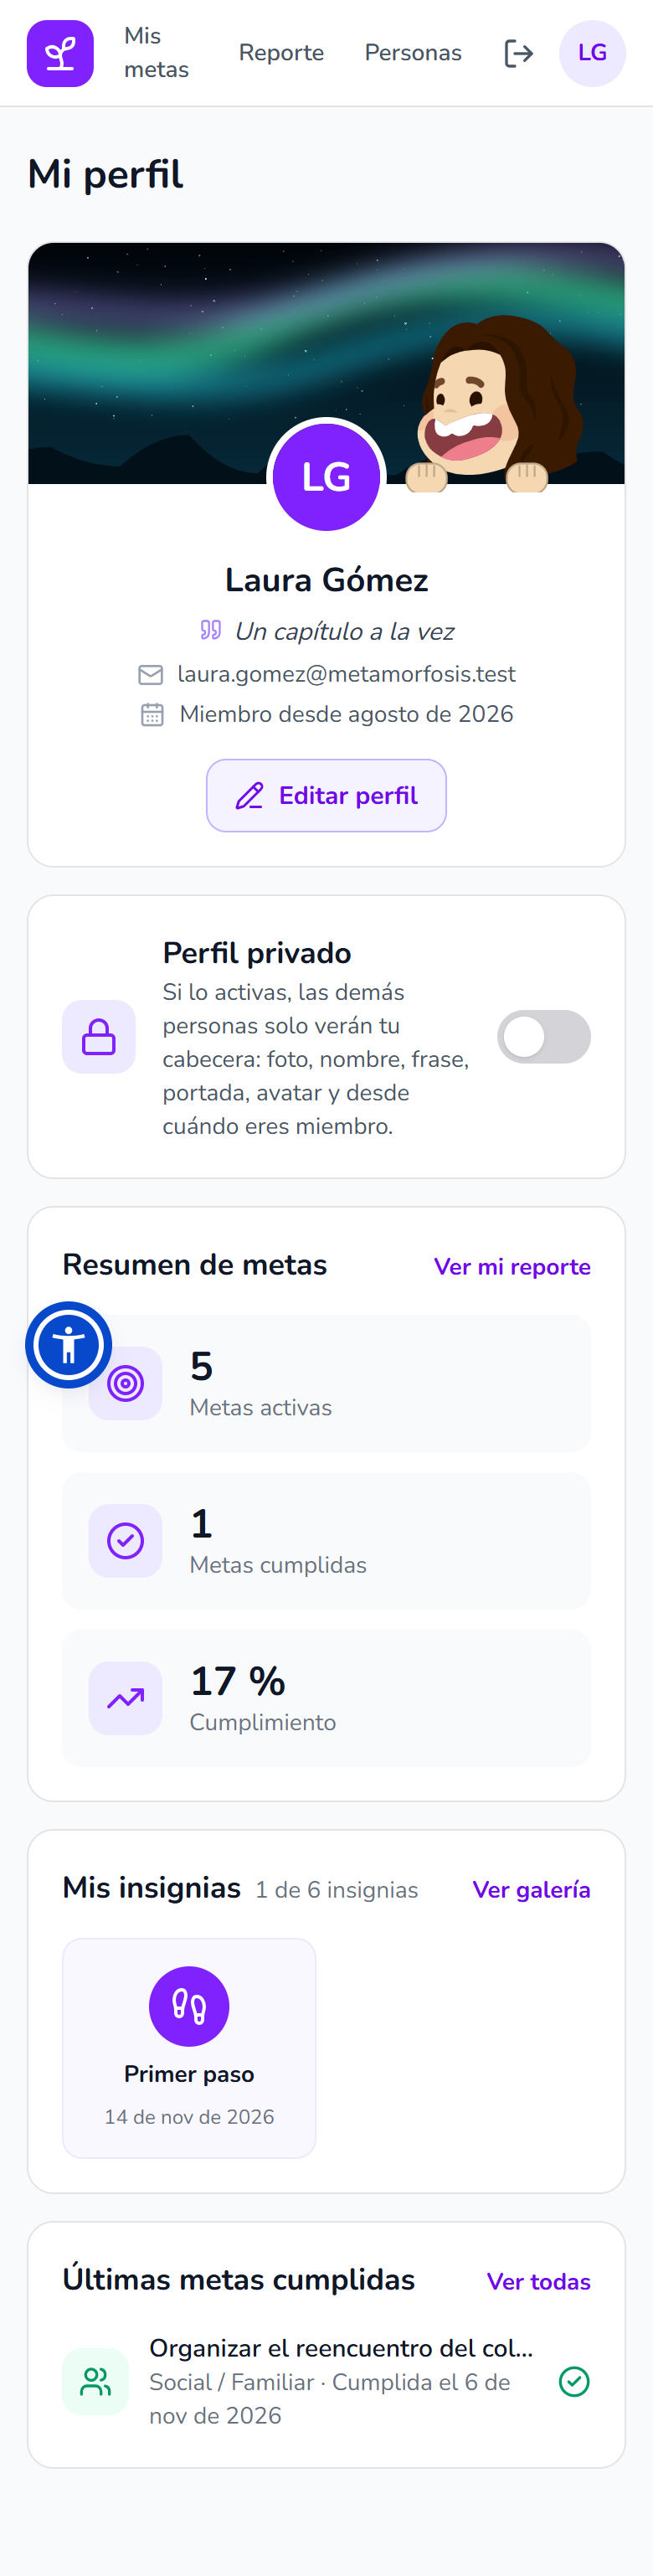 Mis
metas
Reporte
Personas
LG
Mi perfil
LG
Laura Gómez
Un capítulo a la vez
laura.gomez@metamorfosis.test
Miembro desde agosto de 2026
Editar perfil
Perfil privado
Si lo activas, las demás
personas solo verán tu
cabecera: foto, nombre, frase,
portada, avatar y desde
cuándo eres miembro.
Resumen de metas
Ver mi reporte
5
Metas activas
1
Metas cumplidas
17 %
Cumplimiento
Mis insignias 1 de 6 insignias
Ver galería
Primer paso
14 de nov de 2026
Últimas metas cumplidas
Ver todas
Organizar el reencuentro del col...
Social / Familiar · Cumplida el 6 de
nov de 2026